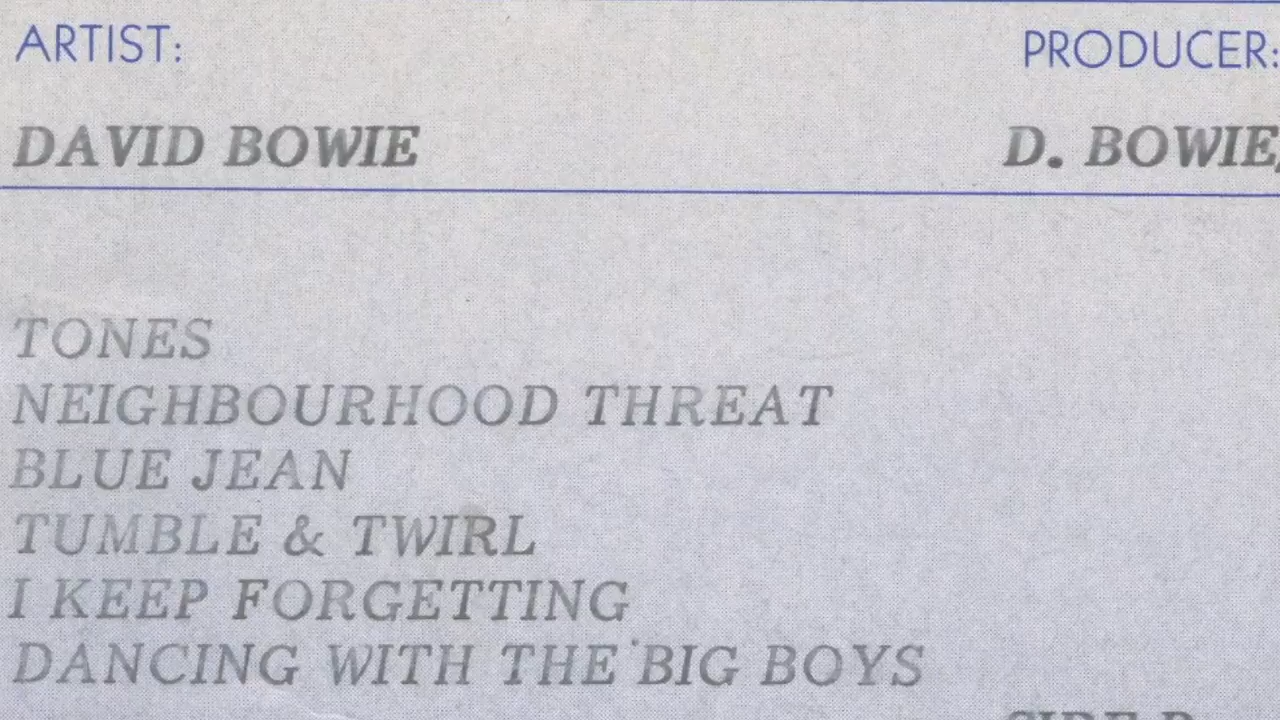 ARTIST: PRODUCER:
DAVID BOWIE D. BOWIE,
TONES
NEIGHBOURHOOD THREAT
BLUE JEAN
TUMBLE & TWIRL
I KEEP FORGETTING
DANCING WITH THE BIG BOYS